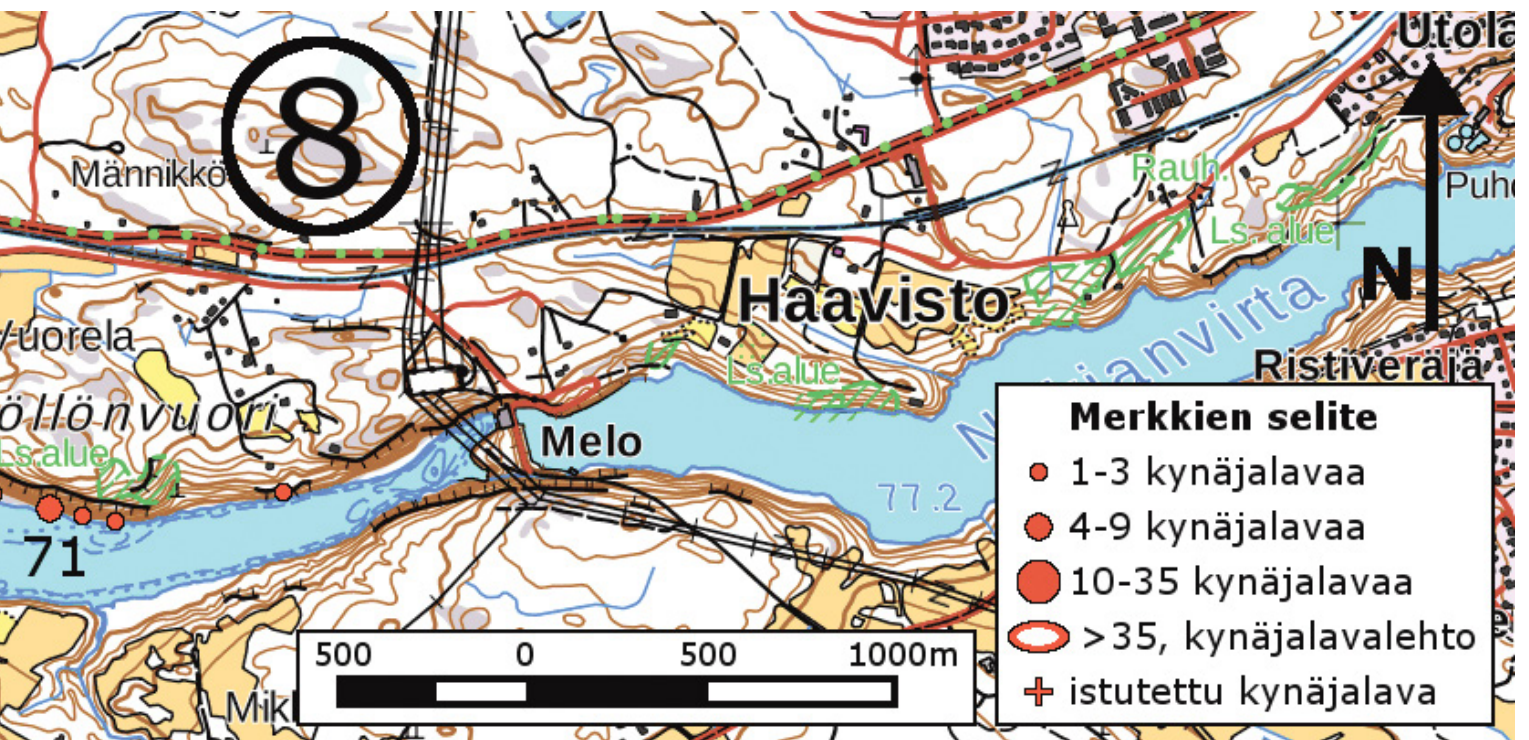 Utola
8
Männikkö
Rauh.
Puh
Ls. alue
N
Haavisto
Vuorela
Ristiveräjä
Ls.alue
öllönvuori
Merkkien selite
Melo
Ls.alue
1-3 kynäjalavaa
77.2
4-9 kynäjalavaa
71
10-35 kynäjalavaa
>35, kynäjalavalehto
500 0 500 1000m
istutettu kynäjalava
Mik